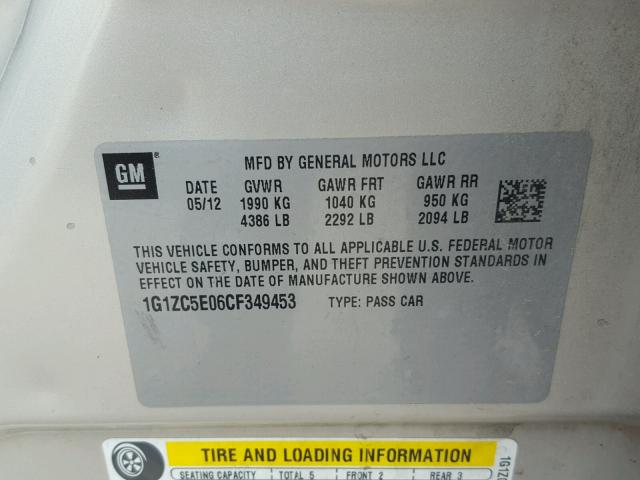 GM ®
MFD BY GENERAL MOTORS LLC
DATE GVWR GAWR FRT GAWR RR
05/12 1990 KG 1040 KG 950 KG
4386 LB 2292 LB 2094 LB
THIS VEHICLE CONFORMS TO ALL APPLICABLE U.S. FEDERAL MOTOR
VEHICLE SAFETY, BUMPER, AND THEFT PREVENTION STANDARDS IN
EFFECT ON THE DATE OF MANUFACTURE SHOWN ABOVE.
1G1ZC5E06CF349453 TYPE: PASS CAR
TIRE AND LOADING INFORMATION
SEATING CAPACITY TOTAL 5 FRONT 2 REAR 3
1G1Z